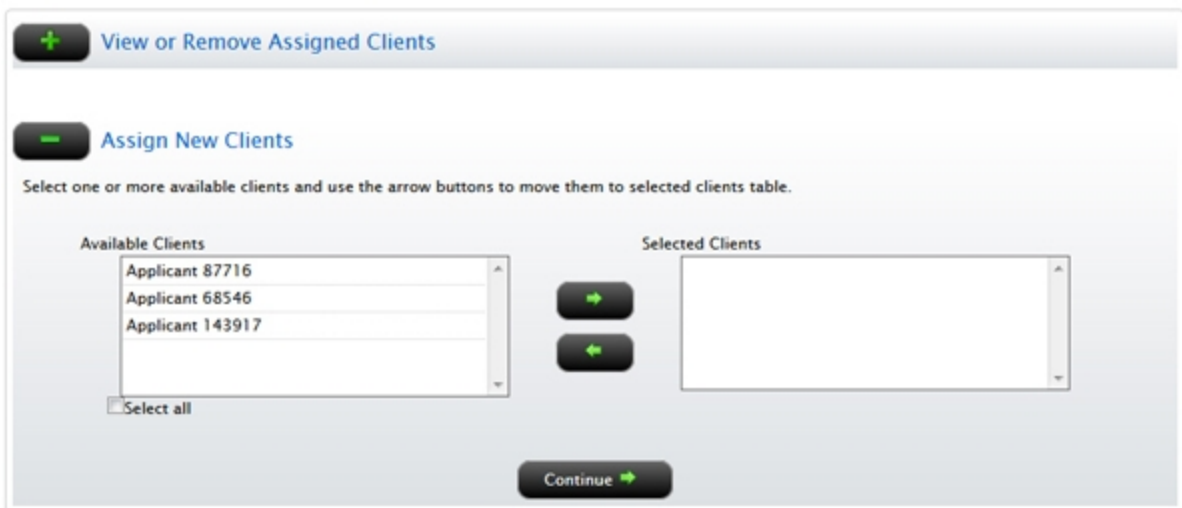 View or Remove Assigned Clients
Assign New Clients
Select one or more available clients and use the arrow buttons to move them to selected clients table.
Available Clients
Selected Clients
Applicant 87716
Applicant 68546
Applicant 143917
Select all
Continue